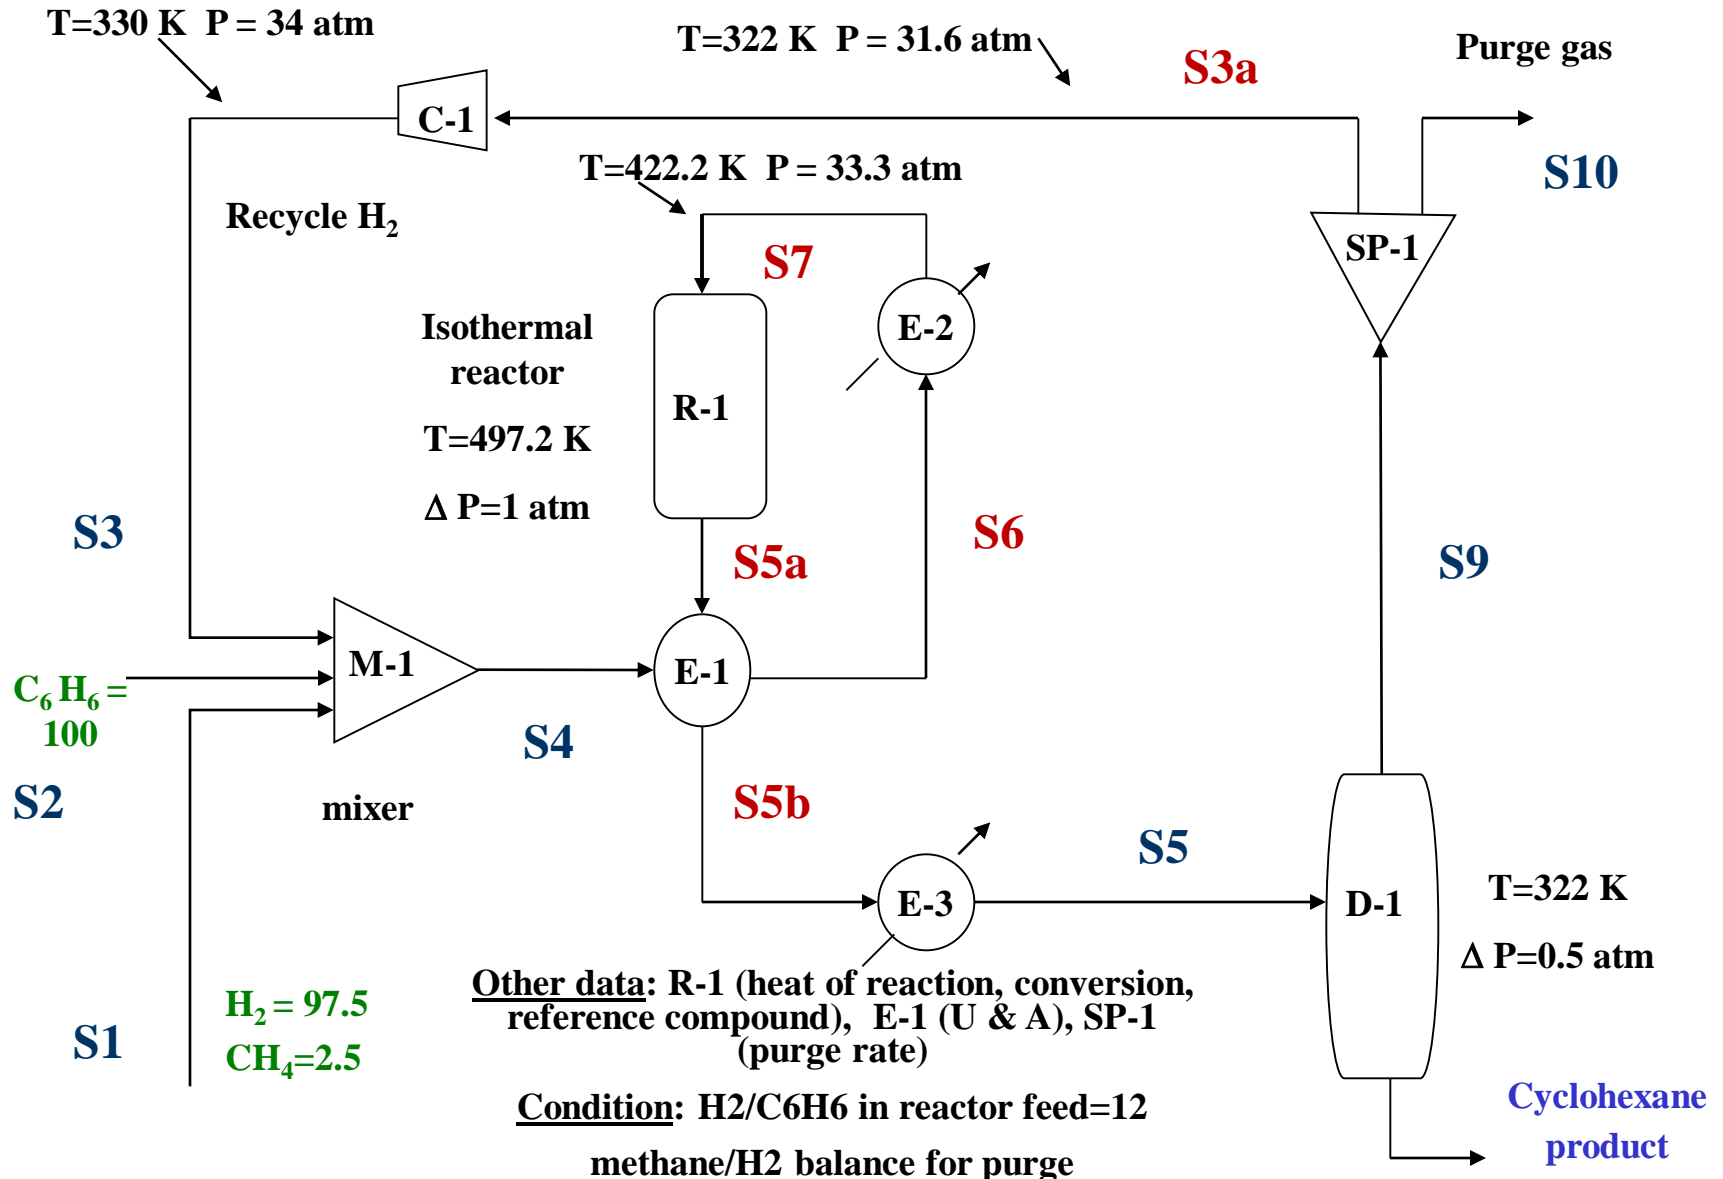 T=330 K P = 34 atm
T=322 K P = 31.6 atm
S3a
Purge gas
C-1
S10
T=422.2 K P = 33.3 atm
Recycle H2
S7
SP-1
Isothermal
reactor
E-2
R-1
T=497.2 K
Δ P=1 atm
S3
S5a
S6
S9
M-1
E-1
C6 H6 =
100
S4
S2
mixer
S5b
S5
E-3
D-1
T=322 K
Δ P=0.5 atm
H2 = 97.5
CH4=2.5
S1
Other data: R-1 (heat of reaction, conversion,
reference compound), E-1 (U & A), SP-1
(purge rate)
Condition: H2/C6H6 in reactor feed=12
methane/H2 balance for purge
Cyclohexane
product